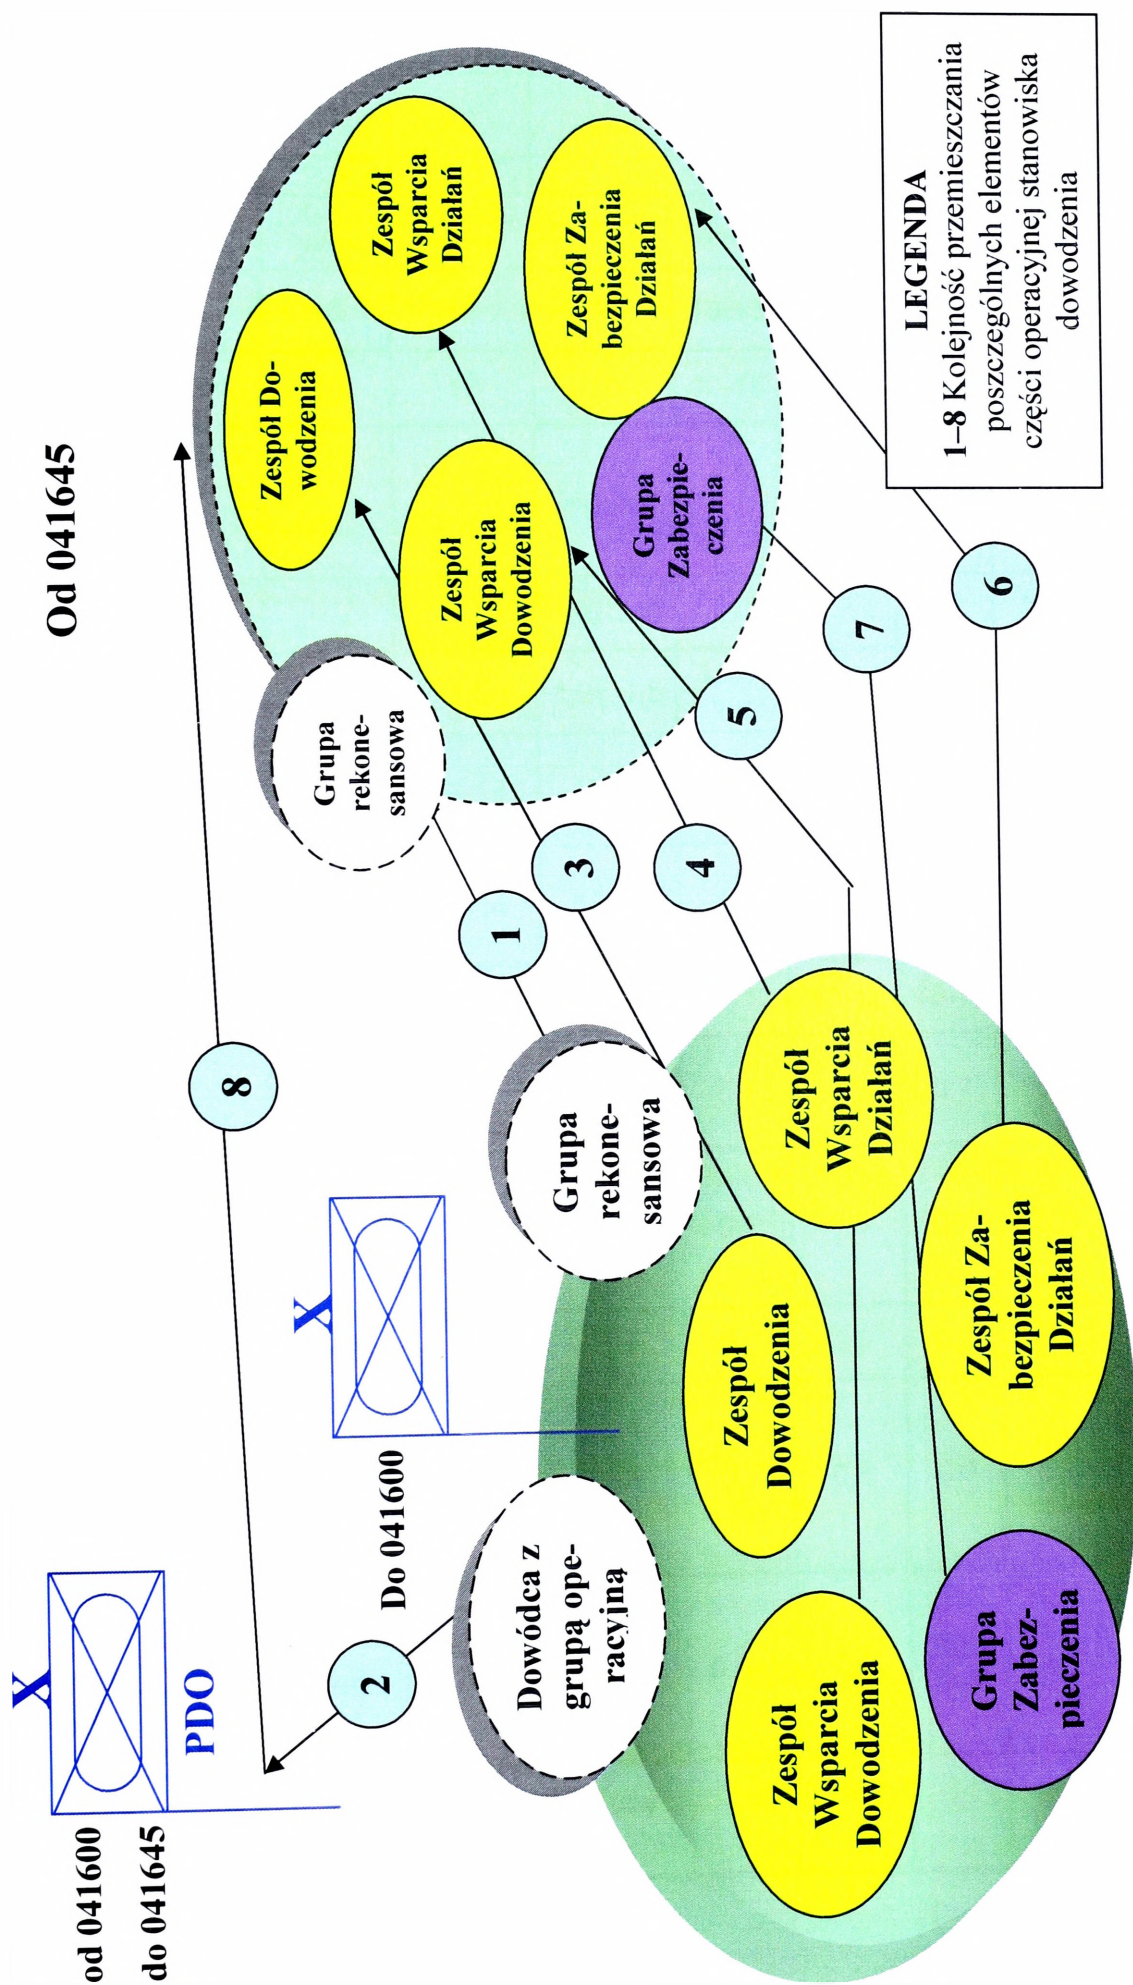 Od 041645
X
od 041600
do 041645
PDO
X
Do 041600
8
2
1
3
4
5
7
6
Dowódca z
grupą ope-
racyjną
Grupa
rekone-
sansowa
Zespół
Dowodzenia
Zespół
Wsparcia
Działań
Zespół
Wsparcia
Dowodzenia
Zespół Za-
bezpieczenia
Działań
Grupa
Zabez-
pieczenia
Grupa
rekone-
sansowa
Zespół Do-
wodzenia
Zespół
Wsparcia
Działań
Zespół
Wsparcia
Dowodzenia
Zespół Za-
bezpieczenia
Działań
Grupa
Zabezpie-
czenia
LEGENDA
1–8 Kolejność przemieszczania
poszczególnych elementów
części operacyjnej stanowiska
dowodzenia